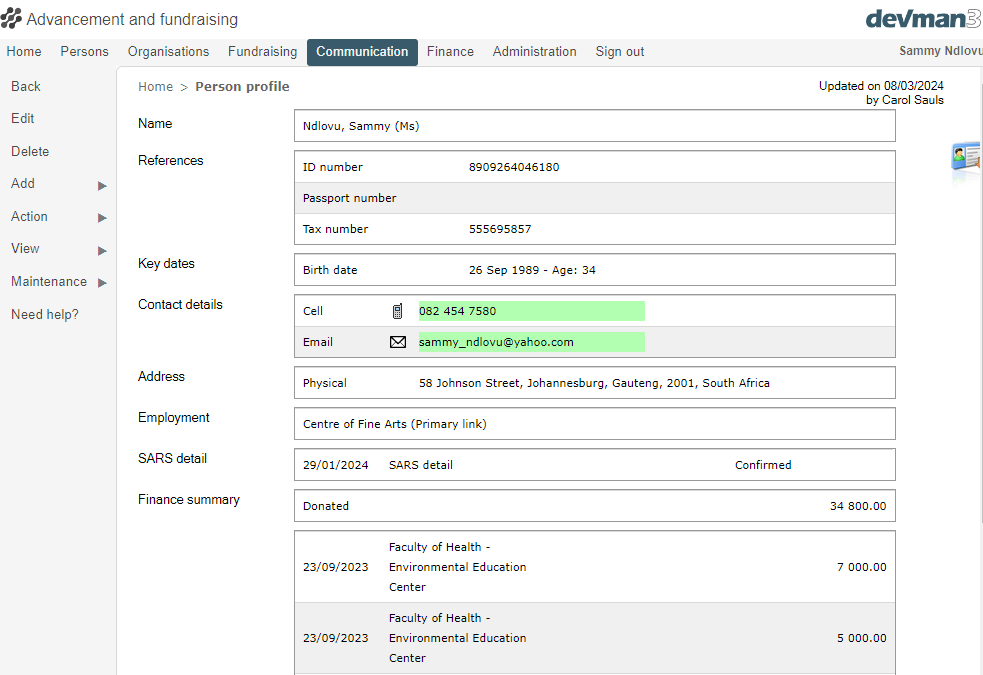 Advancement and fundraising
devman3
Home Persons Organisations Fundraising Communication Finance Administration Sign out
Sammy Ndlovu
Back
Edit
Delete
Add
Action
View
Maintenance
Need help?
Home > Person profile
Updated on 08/03/2024
by Carol Sauls
Name
Ndlovu, Sammy (Ms)
References
ID number 8909264046180
Passport number
Tax number 555695857
Key dates
Birth date 26 Sep 1989 - Age: 34
Contact details
Cell 082 454 7580
Email sammy_ndlovu@yahoo.com
Address
Physical 58 Johnson Street, Johannesburg, Gauteng, 2001, South Africa
Employment
Centre of Fine Arts (Primary link)
SARS detail
29/01/2024 SARS detail Confirmed
Finance summary
Donated 34 800.00
Faculty of Health -
23/09/2023 Environmental Education 7 000.00
Center
Faculty of Health -
23/09/2023 Environmental Education 5 000.00
Center